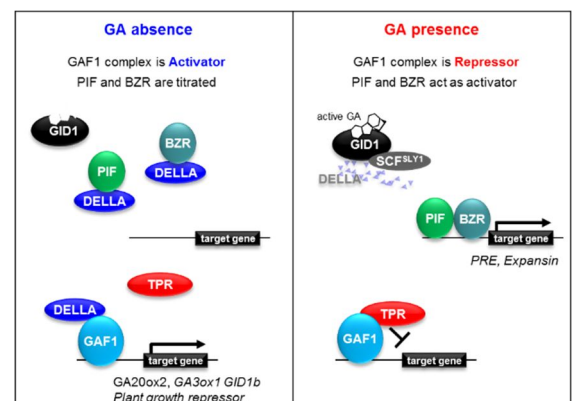 GA absence
GAF1 complex is Activator
PIF and BZR are titrated
GID1
BZR
DELLA
PIF
DELLA
target gene
TPR
DELLA
GAF1
target gene
GA20ox2, GA3ox1 GID1b
Plant growth repressor
GA presence
GAF1 complex is Repressor
PIF and BZR act as activator
active GA
GID1
SCFSLY1
DELLA
PIF
BZR
target gene
PRE, Expansin
TPR
GAF1
target gene